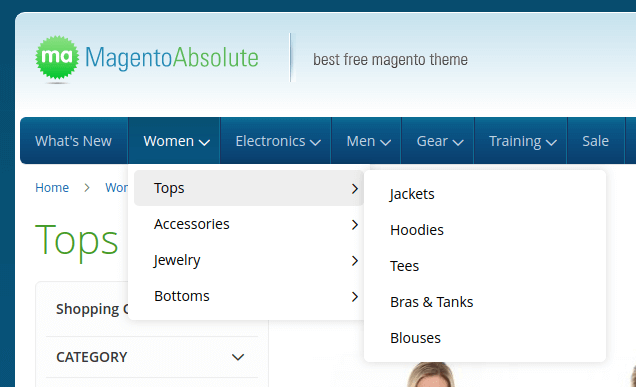 ma MagentoAbsolute
best free magento theme
What's New Women Electronics Men Gear Training Sale
Home
Tops
Tops
Accessories
Jewelry
Bottoms
Jackets
Hoodies
Tees
Bras & Tanks
Blouses
Shopping
CATEGORY